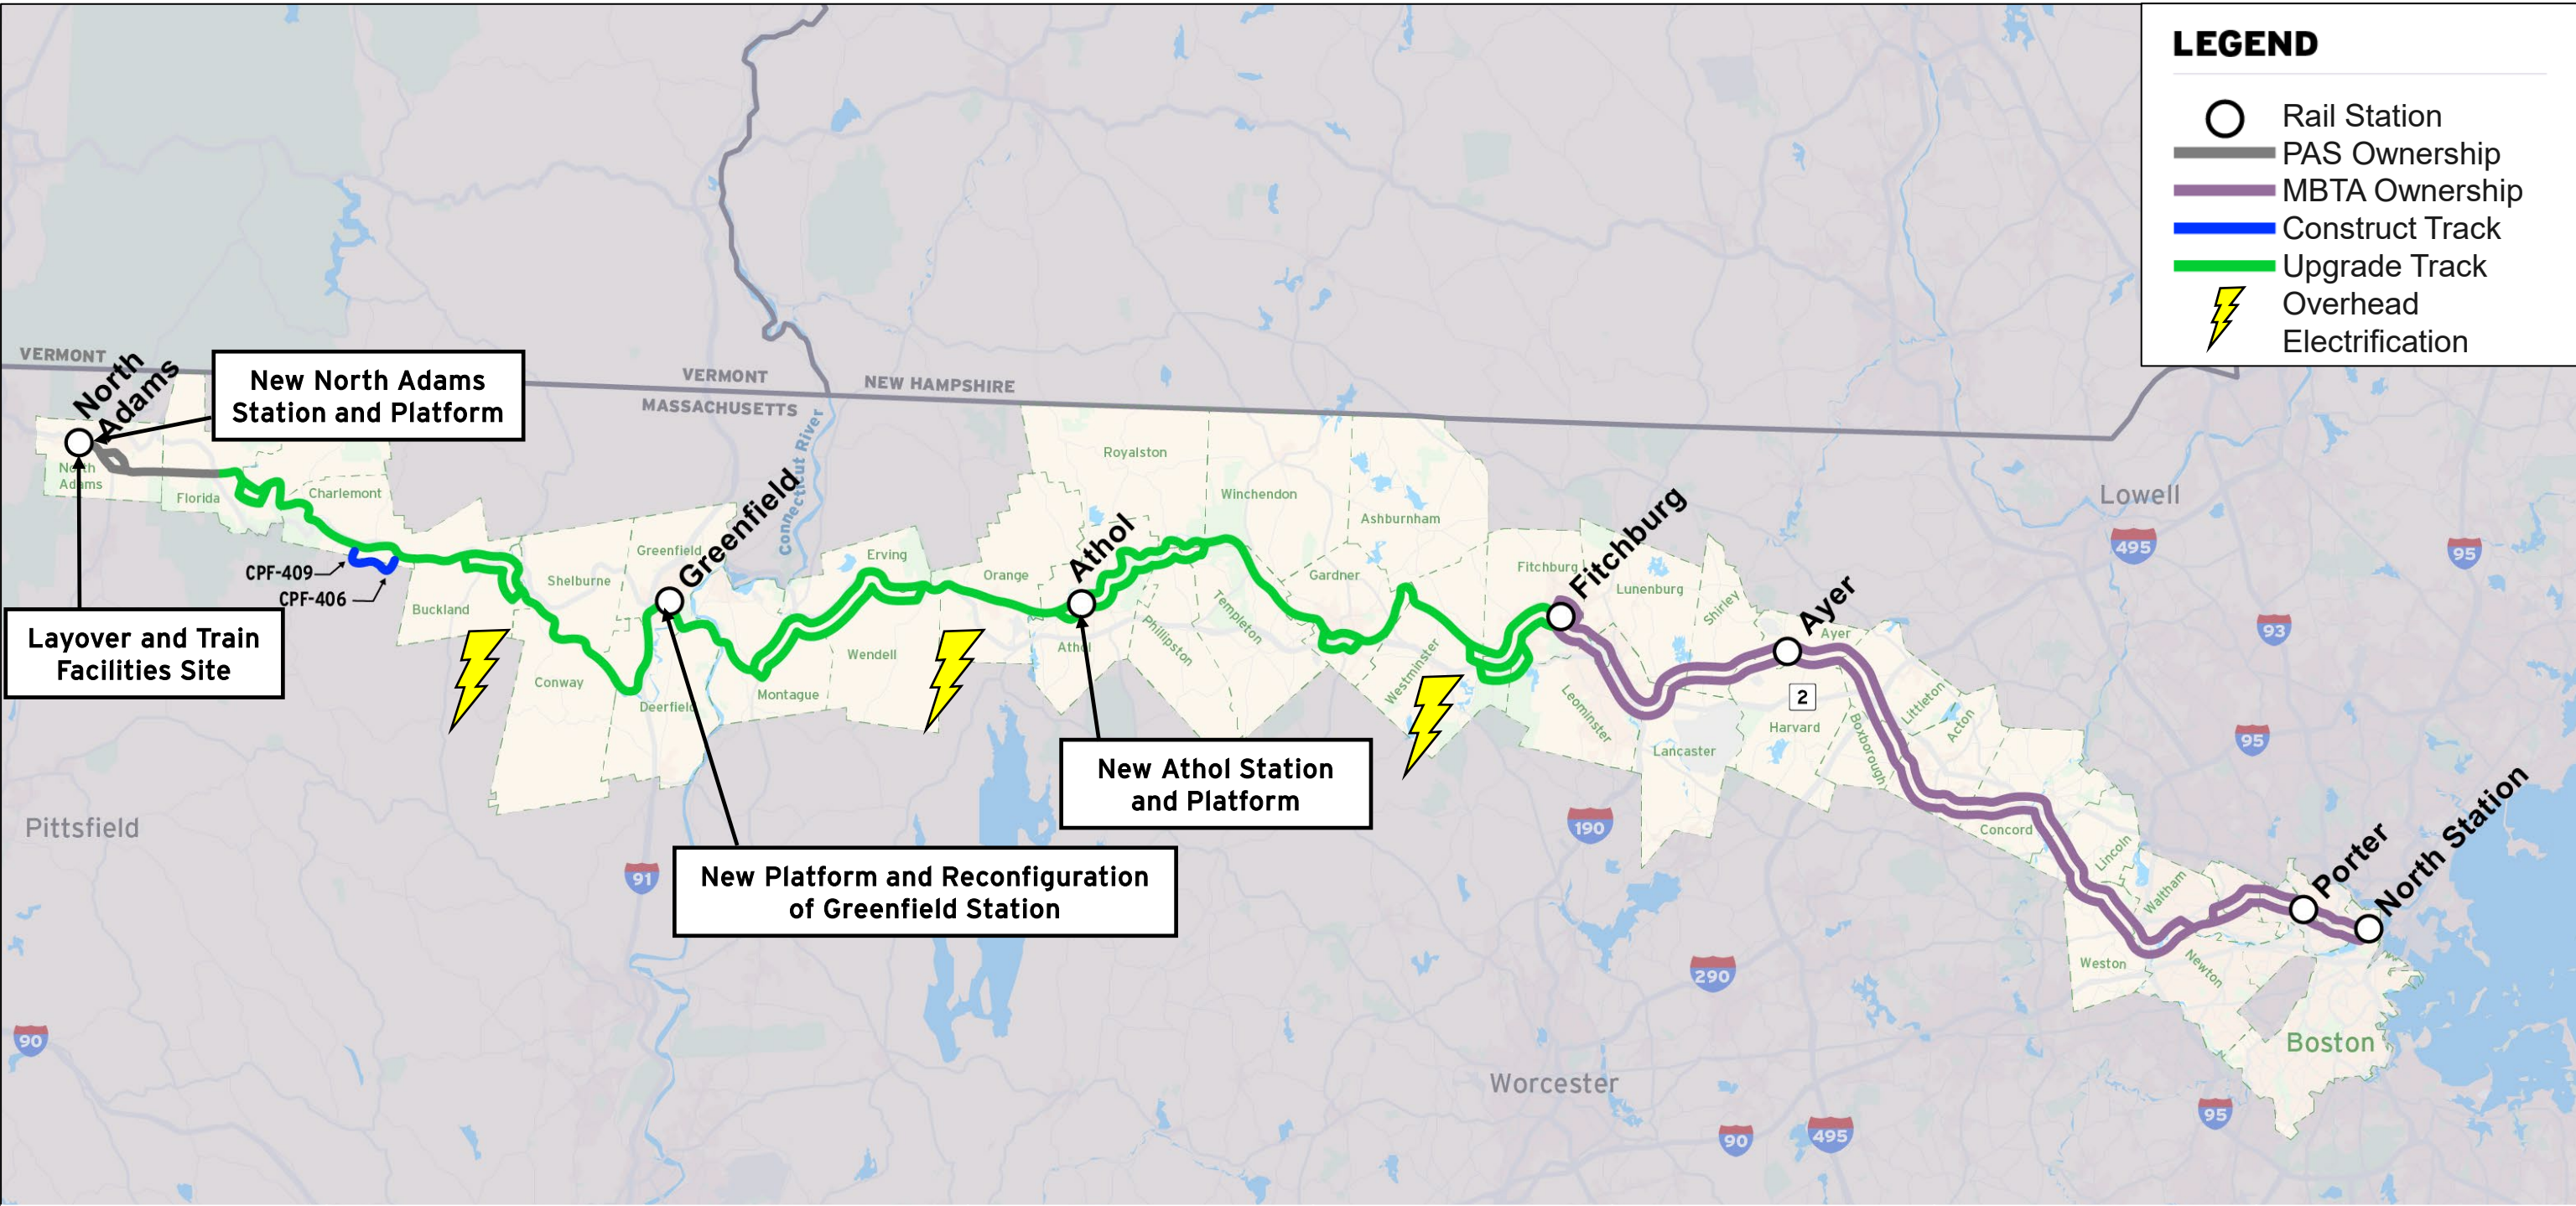 LEGEND
Rail Station
PAS Ownership
MBTA Ownership
Construct Track
Upgrade Track
Overhead
Electrification
VERMONT
VERMONT
NEW HAMPSHIRE
MASSACHUSETTS
Connecticut River
North
Adams
New North Adams
Station and Platform
North
Adams
Florida
Charlemont
CPF-409
CPF-406
Layover and Train
Facilities Site
Buckland
Shelburne
Conway
Greenfield
Greenfield
Deerfield
Montague
Wendell
Erving
Orange
Athol
Athol
Royalston
Phillipston
Templeton
Winchendon
Gardner
Ashburnham
Westminster
Fitchburg
Fitchburg
Lunenburg
Leominster
Shirley
Lancaster
Ayer
Ayer
2
Harvard
Boxborough
Littleton
Acton
Concord
Lincoln
Waltham
Weston
Newton
2
Porter
North Station
Boston
New Athol Station
and Platform
New Platform and Reconfiguration
of Greenfield Station
Lowell
495
95
93
95
Pittsfield
91
190
290
90
Worcester
90
495
95